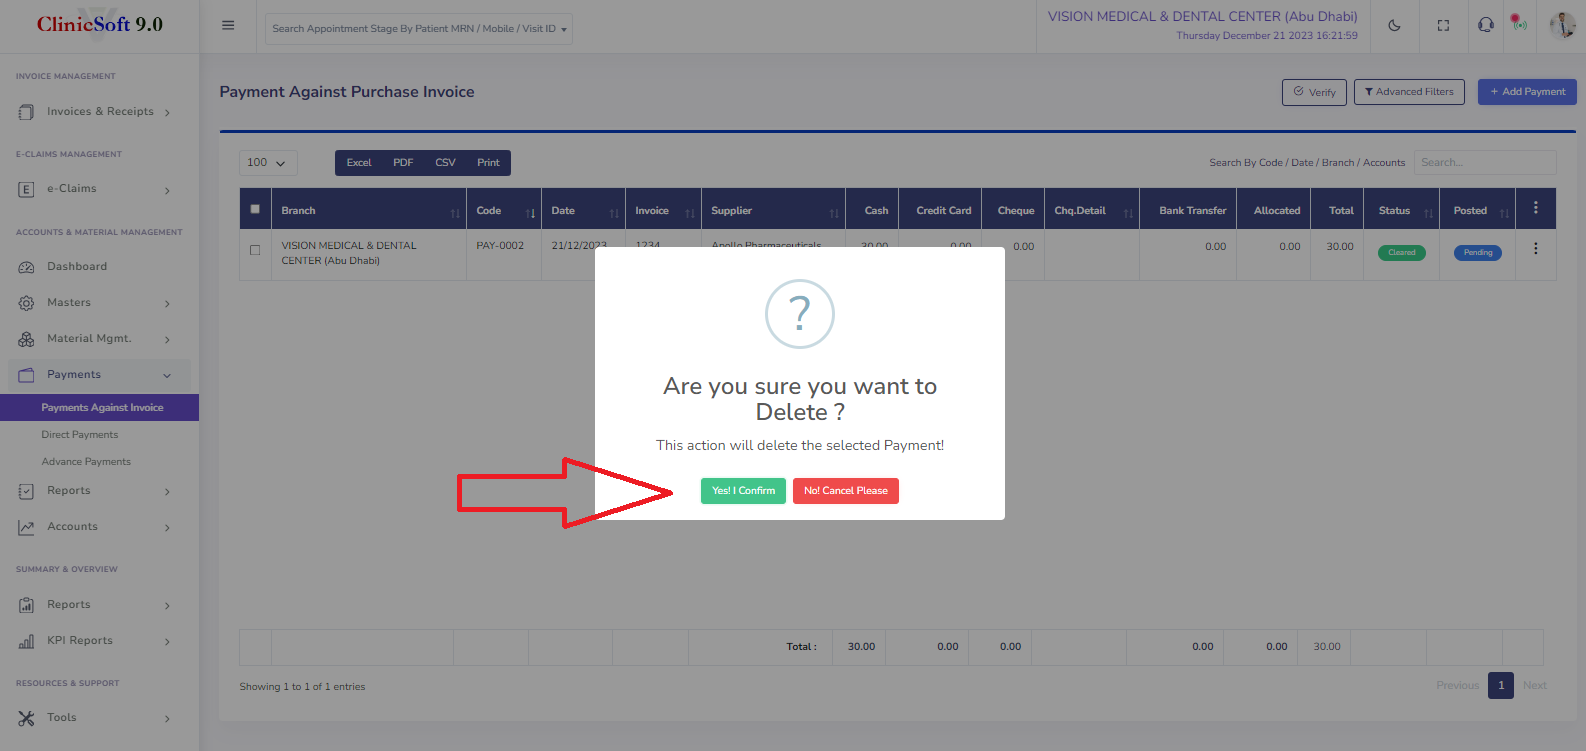 ClinicSoft 9.0
Search Appointment Stage By Patient MRN / Mobile / Visit ID
VISION MEDICAL & DENTAL CENTER (Abu Dhabi)
Thursday December 21 2023 16:21:59
INVOICE MANAGEMENT
Invoices & Receipts
E-CLAIMS MANAGEMENT
E e-Claims
ACCOUNTS & MATERIAL MANAGEMENT
Dashboard
Masters
Material Mgmt.
Payments
Payments Against Invoice
Direct Payments
Advance Payments
Reports
Accounts
SUMMARY & OVERVIEW
Reports
KPI Reports
RESOURCES & SUPPORT
Tools
Payment Against Purchase Invoice
Verify
Advanced Filters
+ Add Payment
100
Excel PDF CSV Print
Search By Code / Date / Branch / Accounts Search...
Branch Code Date Invoice Supplier Cash Credit Card Cheque Chq.Detail Bank Transfer Allocated Total Status Posted
VISION MEDICAL & DENTAL PAY-0002 21/12/2023 1234 Apollo Pharmaceuticals 30.00 0.00 0.00 0.00 0.00 30.00 Cleared Pending
CENTER (Abu Dhabi)
?
Are you sure you want to
Delete ?
This action will delete the selected Payment!
Yes! I Confirm No! Cancel Please
Total : 30.00 0.00 0.00 0.00 0.00 30.00
Showing 1 to 1 of 1 entries
Previous 1 Next